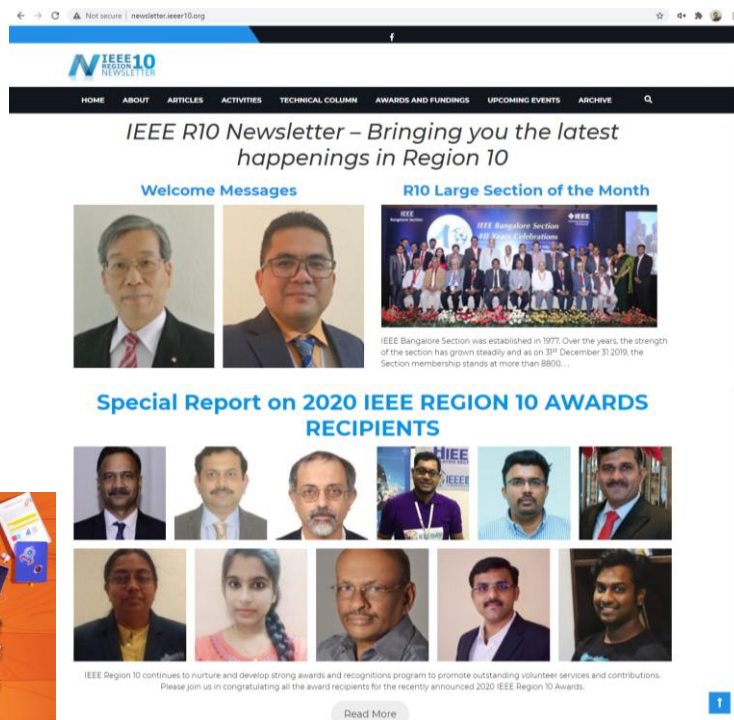 Not secure | newsletter.ieeer10.org
f
IEEE 10
REGION
NEWSLETTER
HOME ABOUT ARTICLES ACTIVITIES TECHNICAL COLUMN AWARDS AND FUNDINGS UPCOMING EVENTS ARCHIVE
IEEE R10 Newsletter – Bringing you the latest
happenings in Region 10
Welcome Messages
R10 Large Section of the Month
IEEE
Bangalore Section
IEEE Bangalore Section
40 Years Celebrations
IEEE
IEEE Bangalore Section was established in 1977. Over the years, the strength
of the section has grown steadily and as on 31st December 31 2019, the
Section membership stands at more than 8800. . .
Special Report on 2020 IEEE REGION 10 AWARDS
RECIPIENTS
IEEE Region 10 continues to nurture and develop strong awards and recognitions program to promote outstanding volunteer services and contributions.
Please join us in congratulating all the award recipients for the recently announced 2020 IEEE Region 10 Awards.
Read More